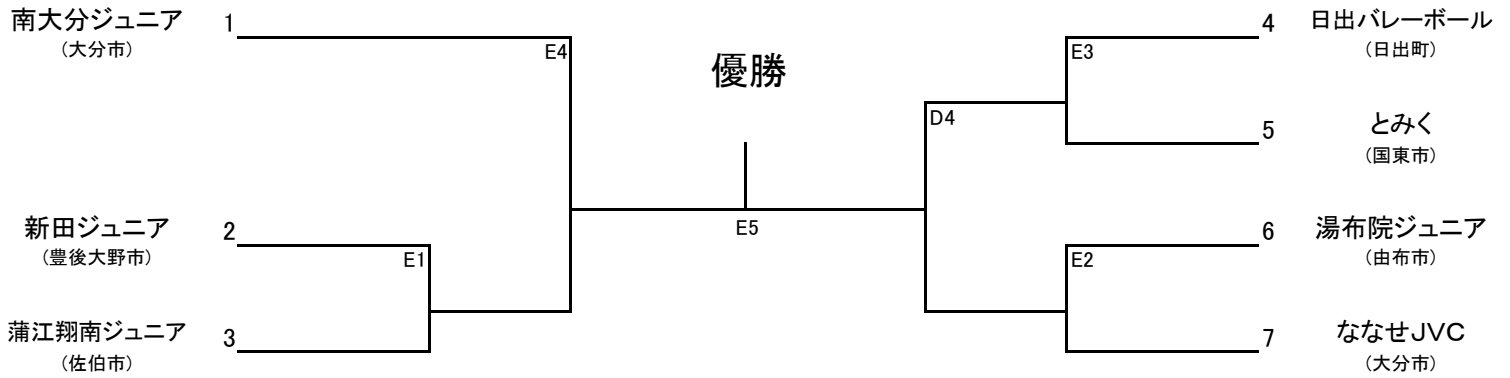 南大分ジュニア 1
（大分市）
E4
新田ジュニア 2
（豊後大野市）
E1
蒲江翔南ジュニア 3
（佐伯市）
優勝
E5
4 日出バレーボール
（日出町）
E3
D4
5 とみく
（国東市）
6 湯布院ジュニア
（由布市）
E2
7 ななせJVC
（大分市）